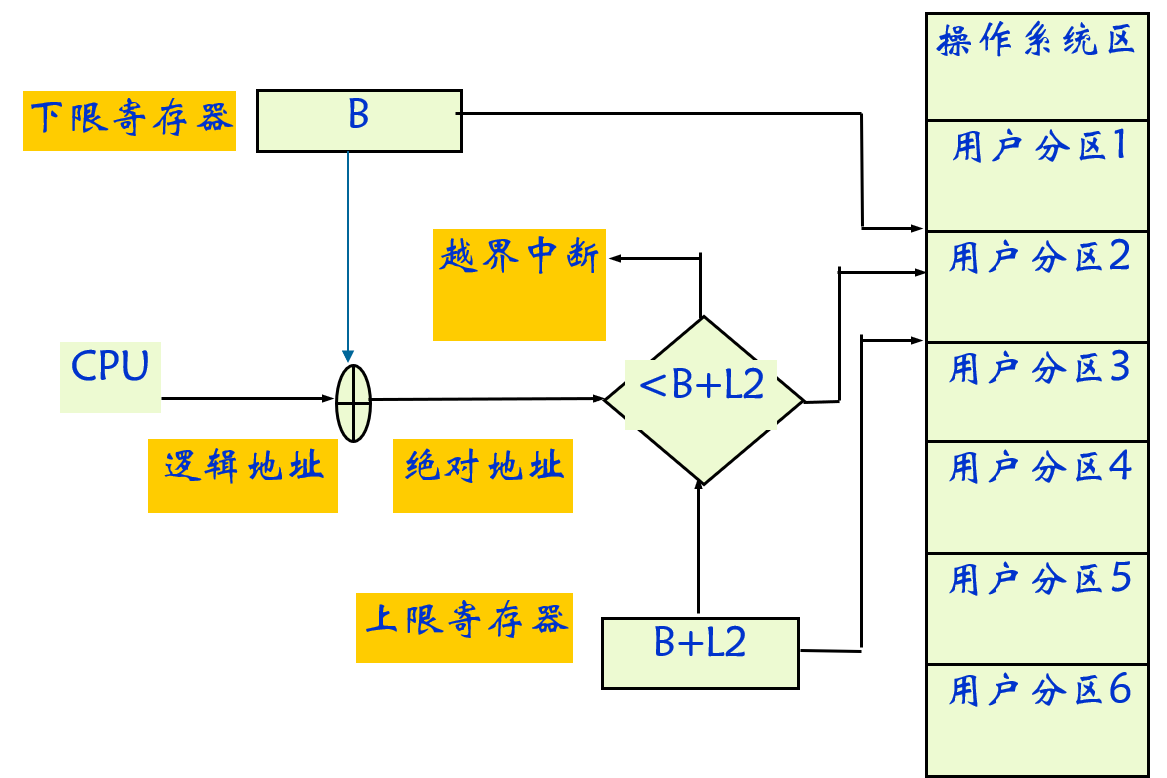 操作系统区
下限寄存器
B
用户分区1
越界中断
用户分区2
CPU
<B+L2
用户分区3
逻辑地址
绝对地址
用户分区4
用户分区5
上限寄存器
B+L2
用户分区6